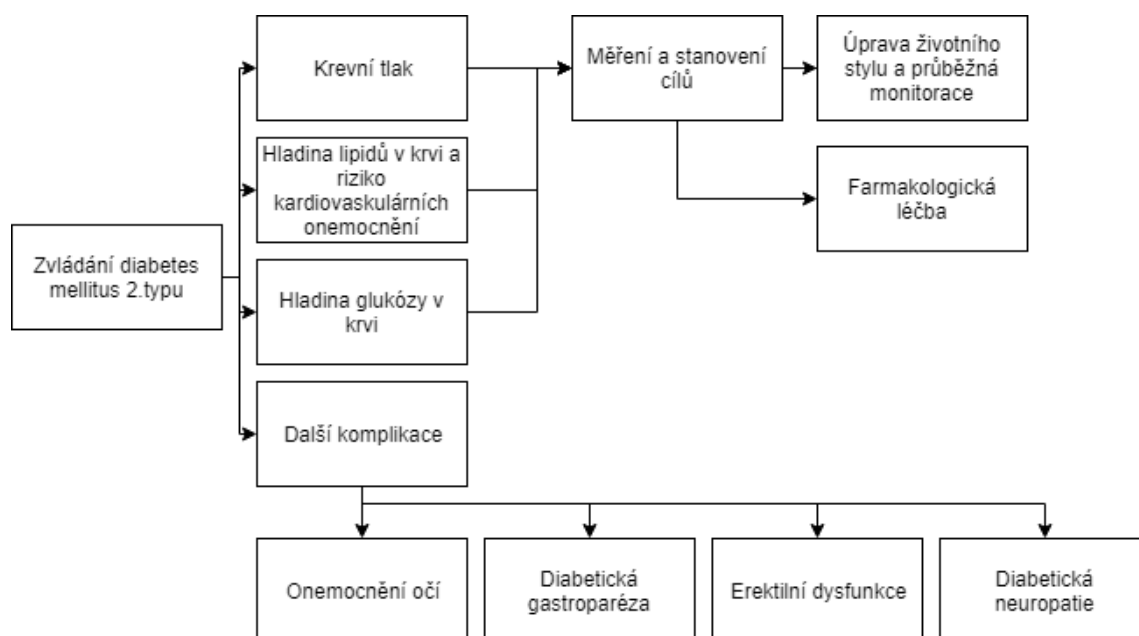 Krevní tlak
Měření a stanovení
cílů
Úprava životního
stylu a průběžná
monitorace
Hladina lipidů v krvi a
riziko
kardiovaskulárních
onemocnění
Farmakologická
léčba
Zvládání diabetes
mellitus 2.typu
Hladina glukózy v
krvi
Další komplikace
Onemocnění očí
Diabetická
gastroparéza
Erektilní dysfunkce
Diabetická
neuropatie